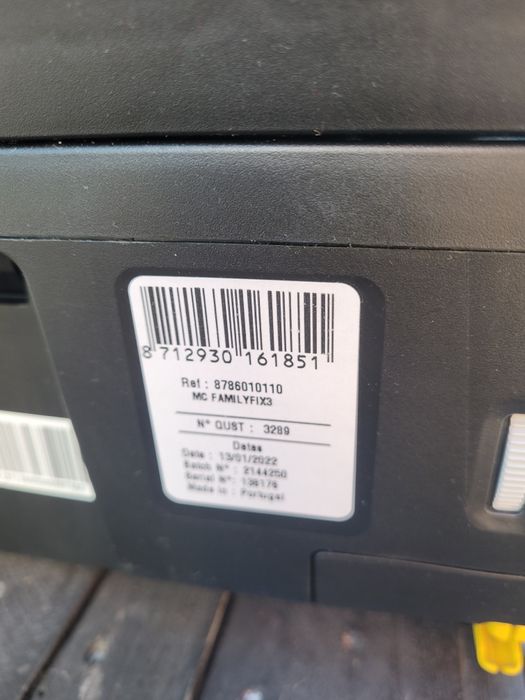 8 712930 161851
Ref : 8786010110
MC FAMILYFIX3
N° OUST : 3289
Datas
Date : 13/01/2022
Batch N° : 2144250
Serial N° : 136176
Made in : Portugal